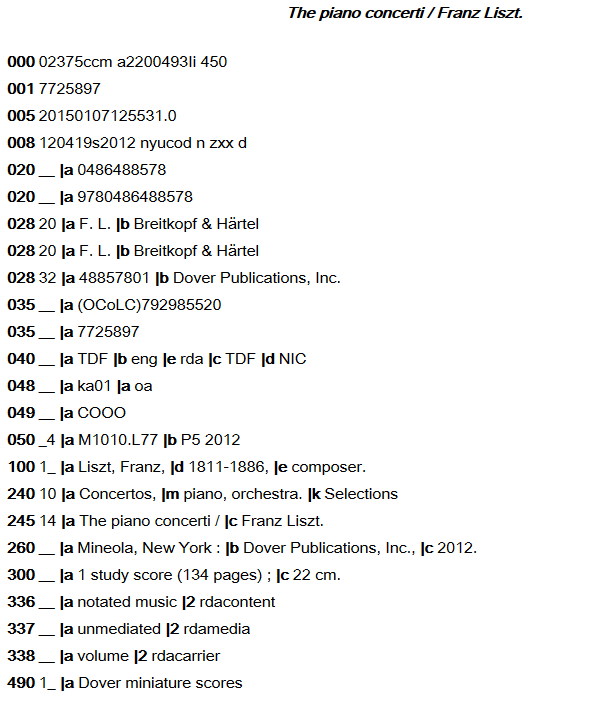 The piano concerti / Franz Liszt.
000 02375ccm a2200493Ii 450
001 7725897
005 20150107125531.0
008 120419s2012 nyucod n zxx d
020 __ |a 0486488578
020 __ |a 9780486488578
028 20 |a F. L. |b Breitkopf & Härtel
028 20 |a F. L. |b Breitkopf & Härtel
028 32 |a 48857801 |b Dover Publications, Inc.
035 __ |a (OCoLC)792985520
035 __ |a 7725897
040 __ |a TDF |b eng |e rda |c TDF |d NIC
048 __ |a ka01 |a oa
049 __ |a COOO
050 _4 |a M1010.L77 |b P5 2012
100 1_ |a Liszt, Franz, |d 1811-1886, |e composer.
240 10 |a Concertos, |m piano, orchestra. |k Selections
245 14 |a The piano concerti / |c Franz Liszt.
260 __ |a Mineola, New York : |b Dover Publications, Inc., |c 2012.
300 __ |a 1 study score (134 pages) ; |c 22 cm.
336 __ |a notated music |2 rdacontent
337 __ |a unmediated |2 rdamedia
338 __ |a volume |2 rdacarrier
490 1_ |a Dover miniature scores